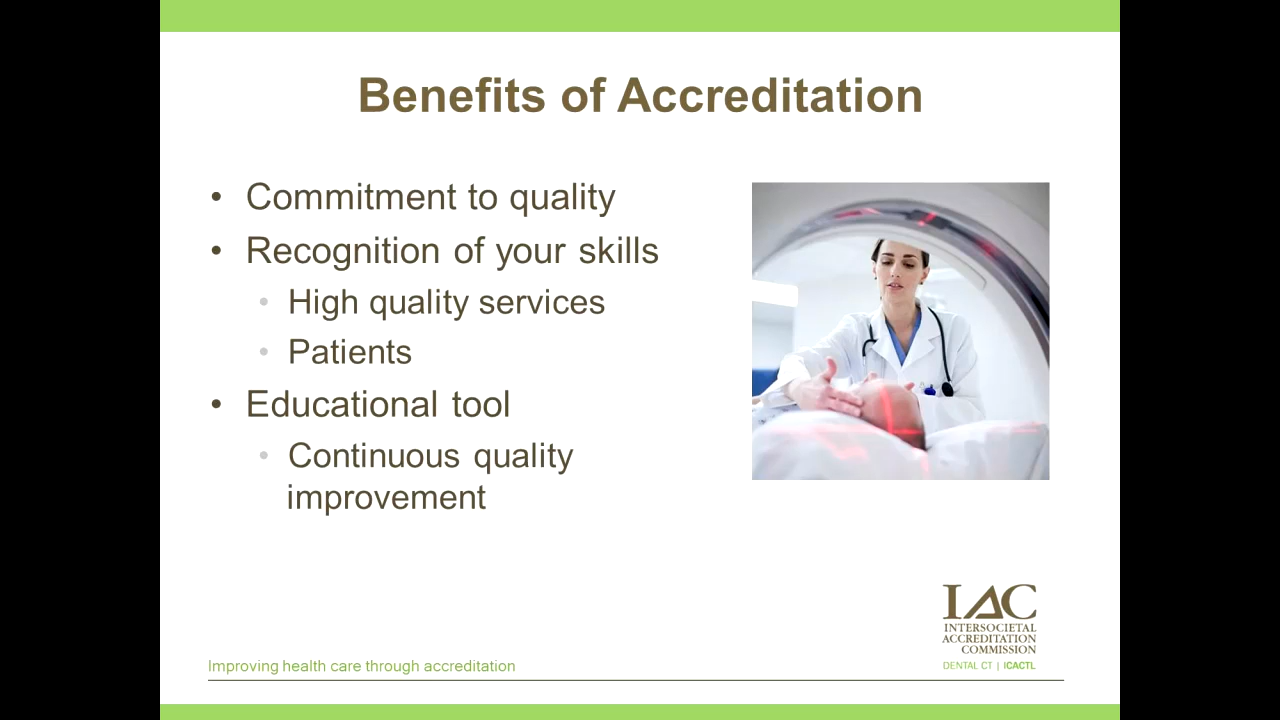 Benefits of Accreditation
• Commitment to quality
• Recognition of your skills
• High quality services
• Patients
• Educational tool
• Continuous quality
improvement
IAC
INTERSOCIETAL
ACCREDITATION
COMMISSION
DENTAL CT | ICACTL
Improving health care through accreditation